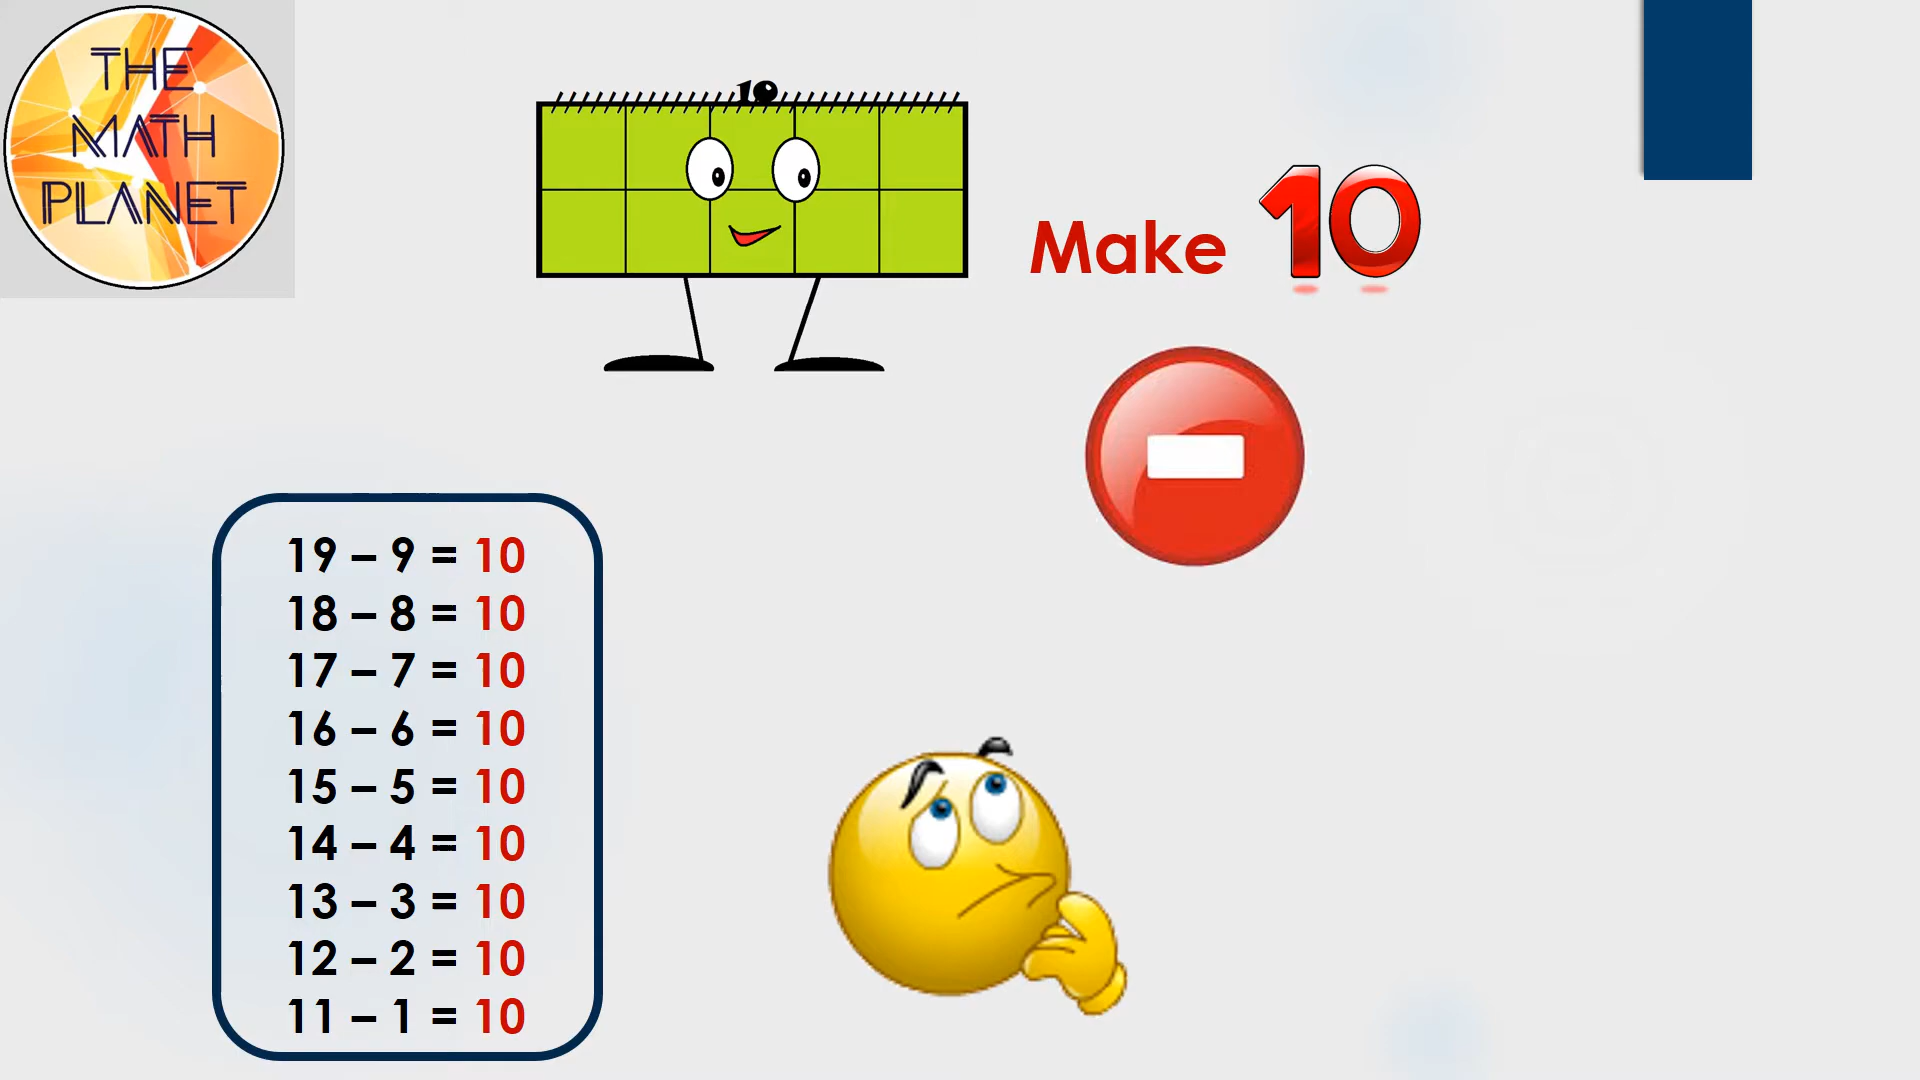 THE
MATH
PLANET
10
Make 10
19 – 9 = 10
18 – 8 = 10
17 – 7 = 10
16 – 6 = 10
15 – 5 = 10
14 – 4 = 10
13 – 3 = 10
12 – 2 = 10
11 – 1 = 10